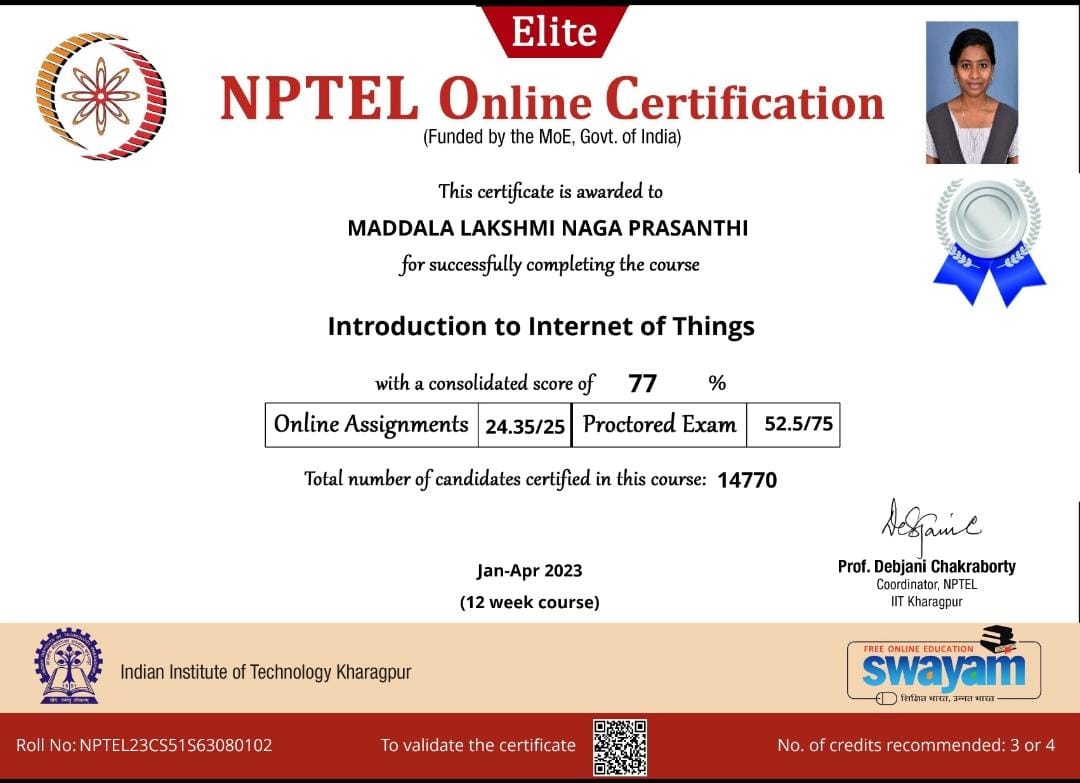 Elite
NPTEL Online Certification
(Funded by the MoE, Govt. of India)
This certificate is awarded to
MADDALA LAKSHMI NAGA PRASANTHI
for successfully completing the course
Introduction to Internet of Things
with a consolidated score of 77 %
Online Assignments 24.35/25 Proctored Exam 52.5/75
Total number of candidates certified in this course: 14770
Jan-Apr 2023
(12 week course)
Prof. Debjani Chakraborty
Coordinator, NPTEL
IIT Kharagpur
Indian Institute of Technology Kharagpur
FREE ONLINE EDUCATION
swayam
शिक्षित भारत, उन्नत भारत
Roll No: NPTEL23CS51S63080102
To validate the certificate
No. of credits recommended: 3 or 4